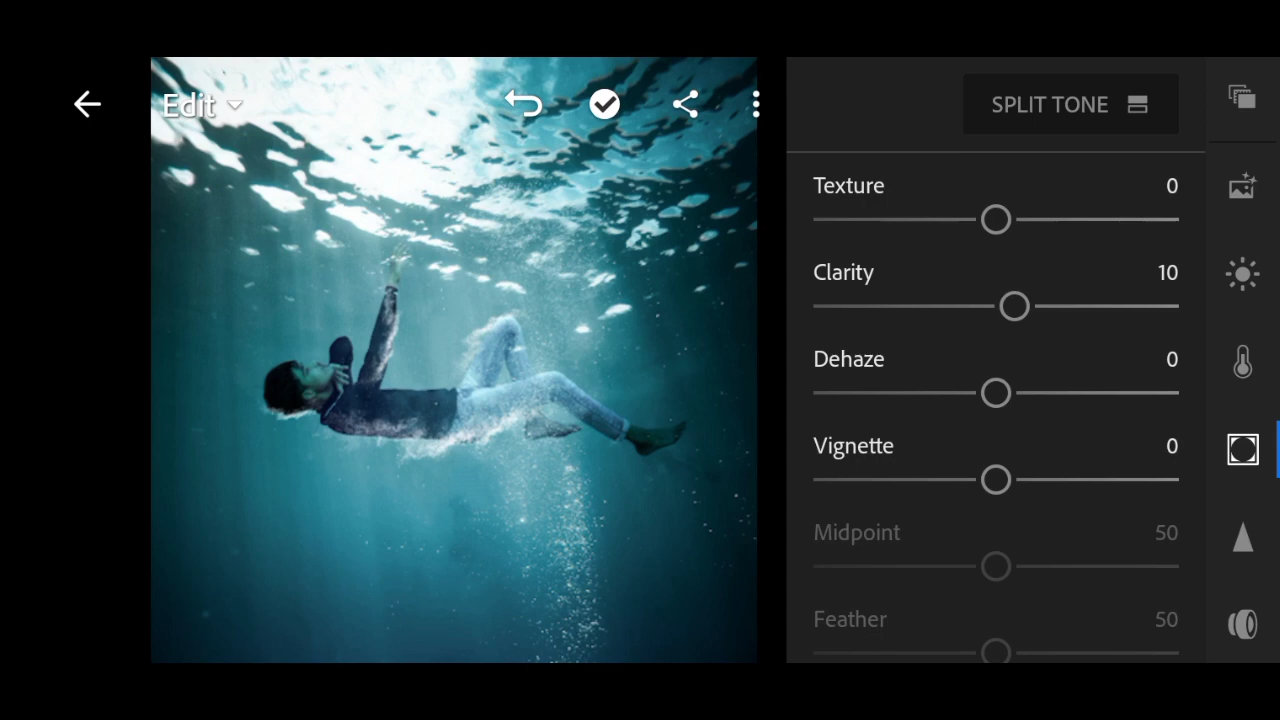 Edit
SPLIT TONE
Texture 0
Clarity 10
Dehaze 0
Vignette 0
Midpoint 50
Feather 50